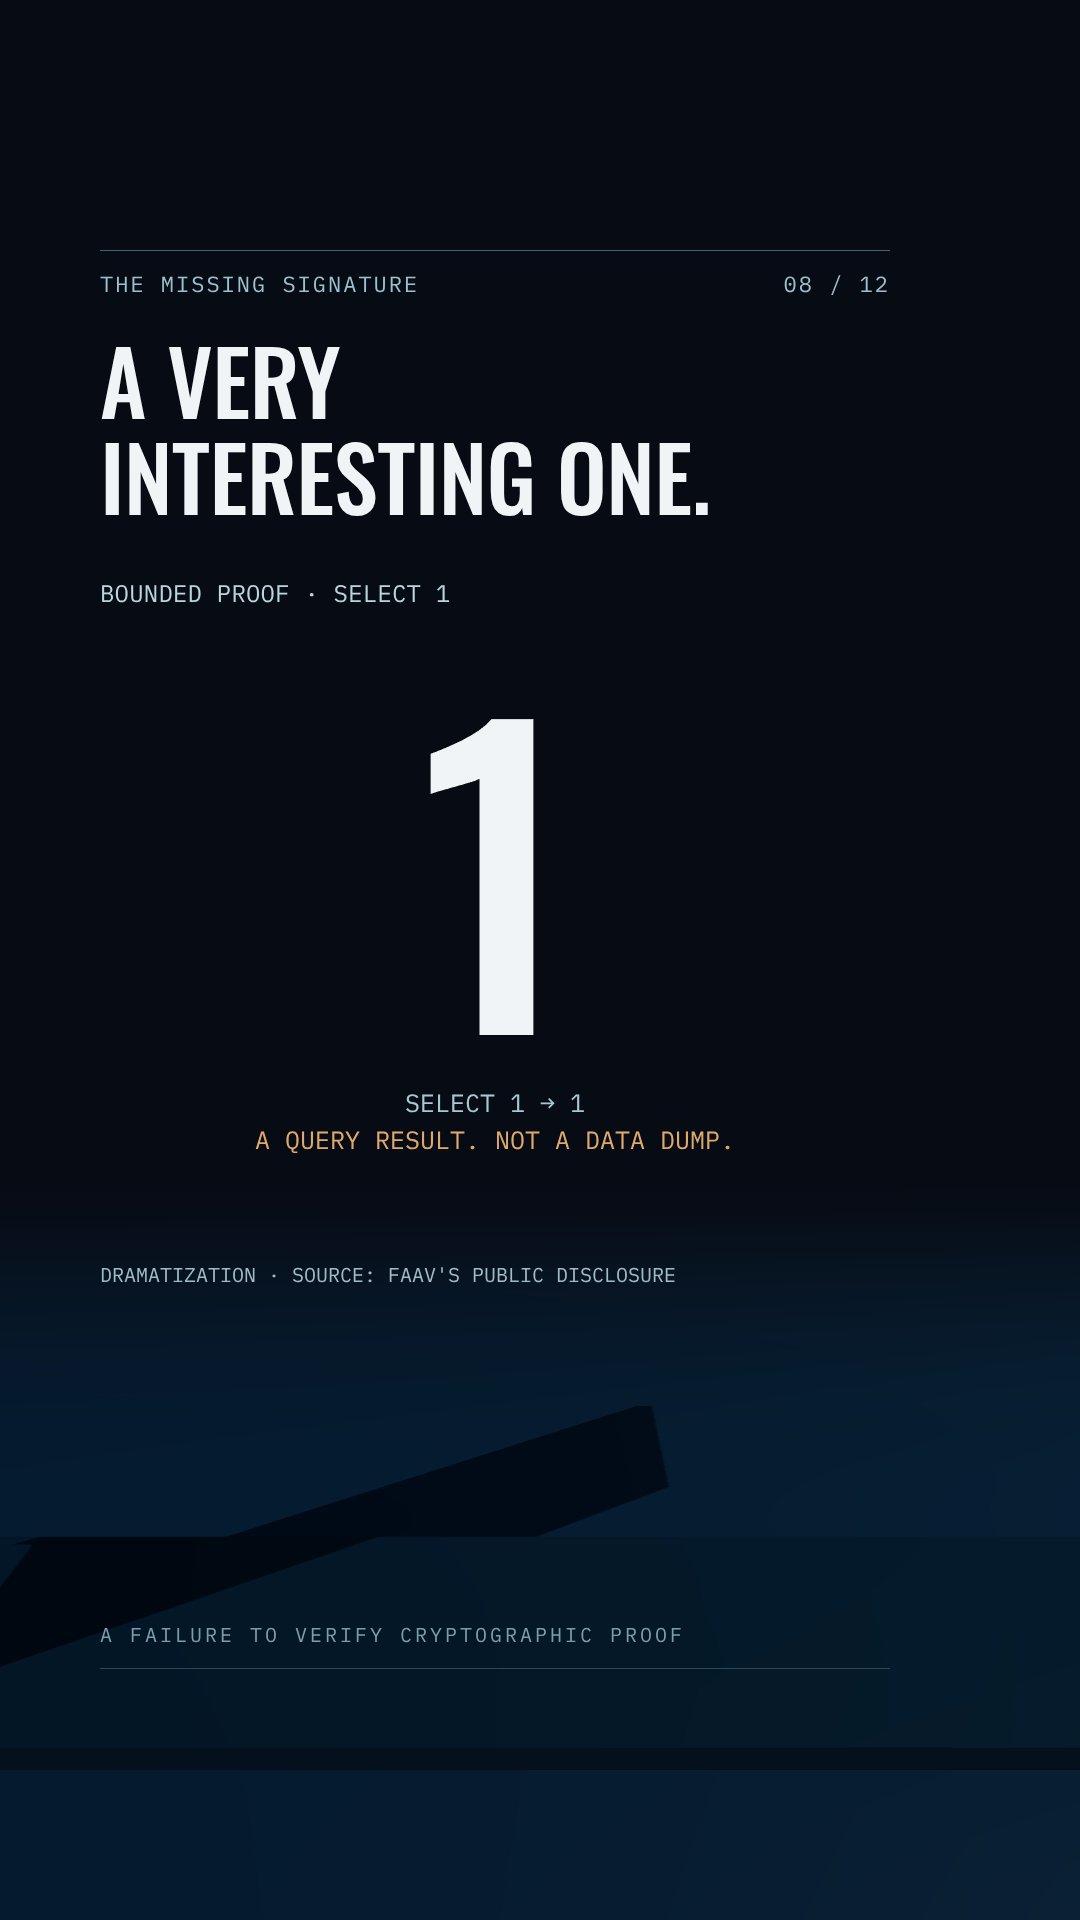 THE MISSING SIGNATURE 08 / 12
A VERY
INTERESTING ONE.
BOUNDED PROOF · SELECT 1
1
SELECT 1 → 1
A QUERY RESULT. NOT A DATA DUMP.
DRAMATIZATION · SOURCE: FAAV'S PUBLIC DISCLOSURE
A FAILURE TO VERIFY CRYPTOGRAPHIC PROOF